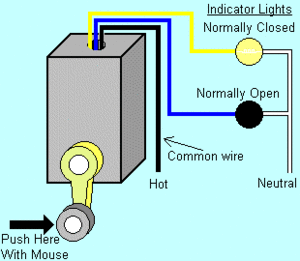 Indicator Lights
Normally Closed
Normally Open
Common wire
Hot
Neutral
Push Here
With Mouse